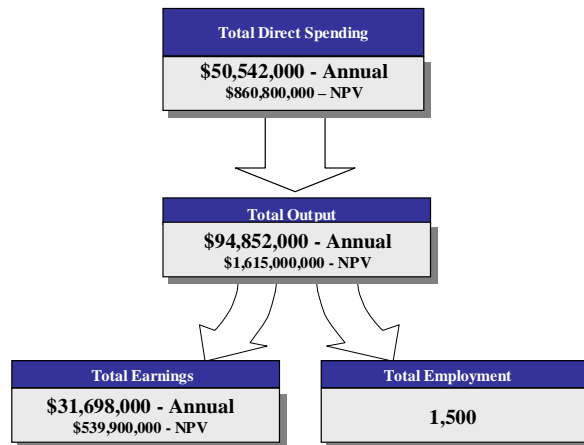 Total Direct Spending
$50,542,000 - Annual
$860,800,000 – NPV
Total Output
$94,852,000 - Annual
$1,615,000,000 - NPV
Total Earnings
$31,698,000 - Annual
$539,900,000 - NPV
Total Employment
1,500